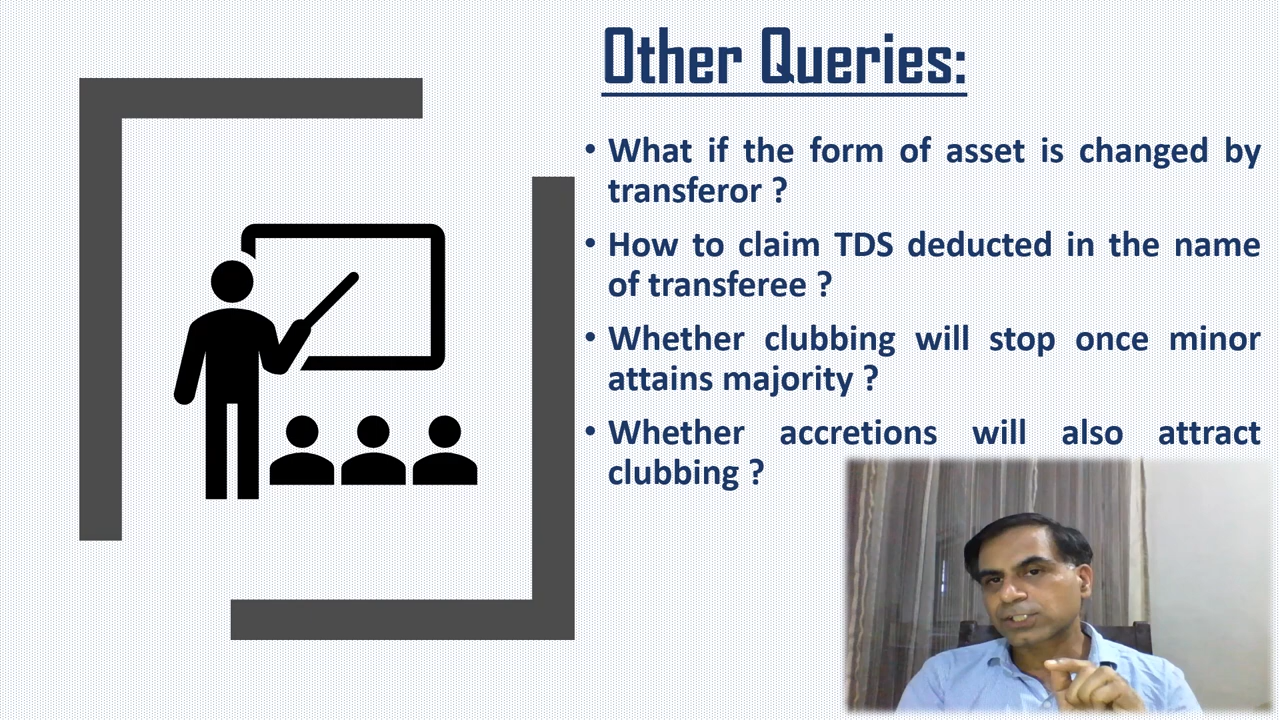 Other Queries:
• What if the form of asset is changed by
transferor ?
• How to claim TDS deducted in the name
of transferee ?
• Whether clubbing will stop once minor
attains majority ?
• Whether accretions will also attract
clubbing ?